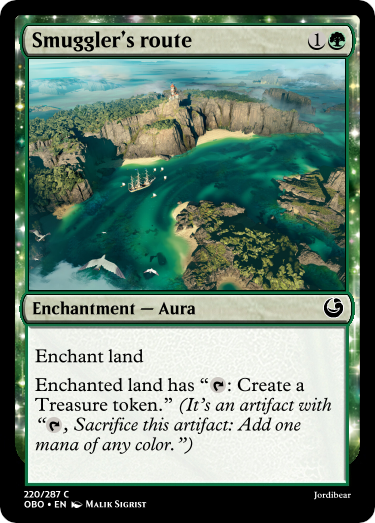 Smuggler's route 1
Enchantment — Aura
Enchant land
Enchanted land has “: Create a
Treasure token.” (It's an artifact with
“, Sacrifice this artifact: Add one
mana of any color.”)
220/287 C
OBO • EN Malik Sigrist
Jordibear